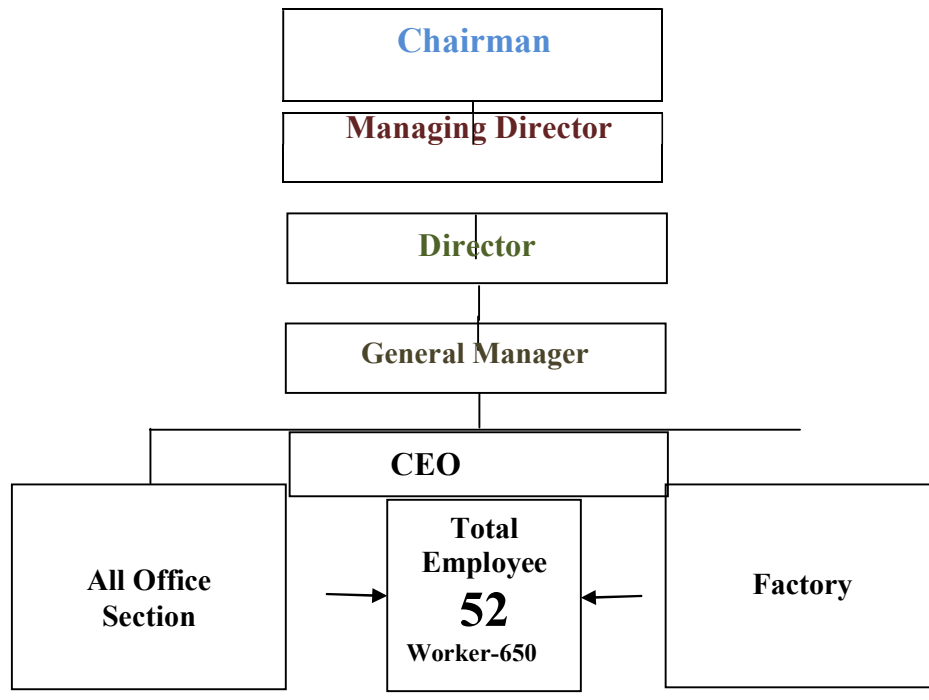 Chairman
Managing Director
Director
General Manager
CEO
All Office
Section
Total
Employee
52
Worker-650
Factory